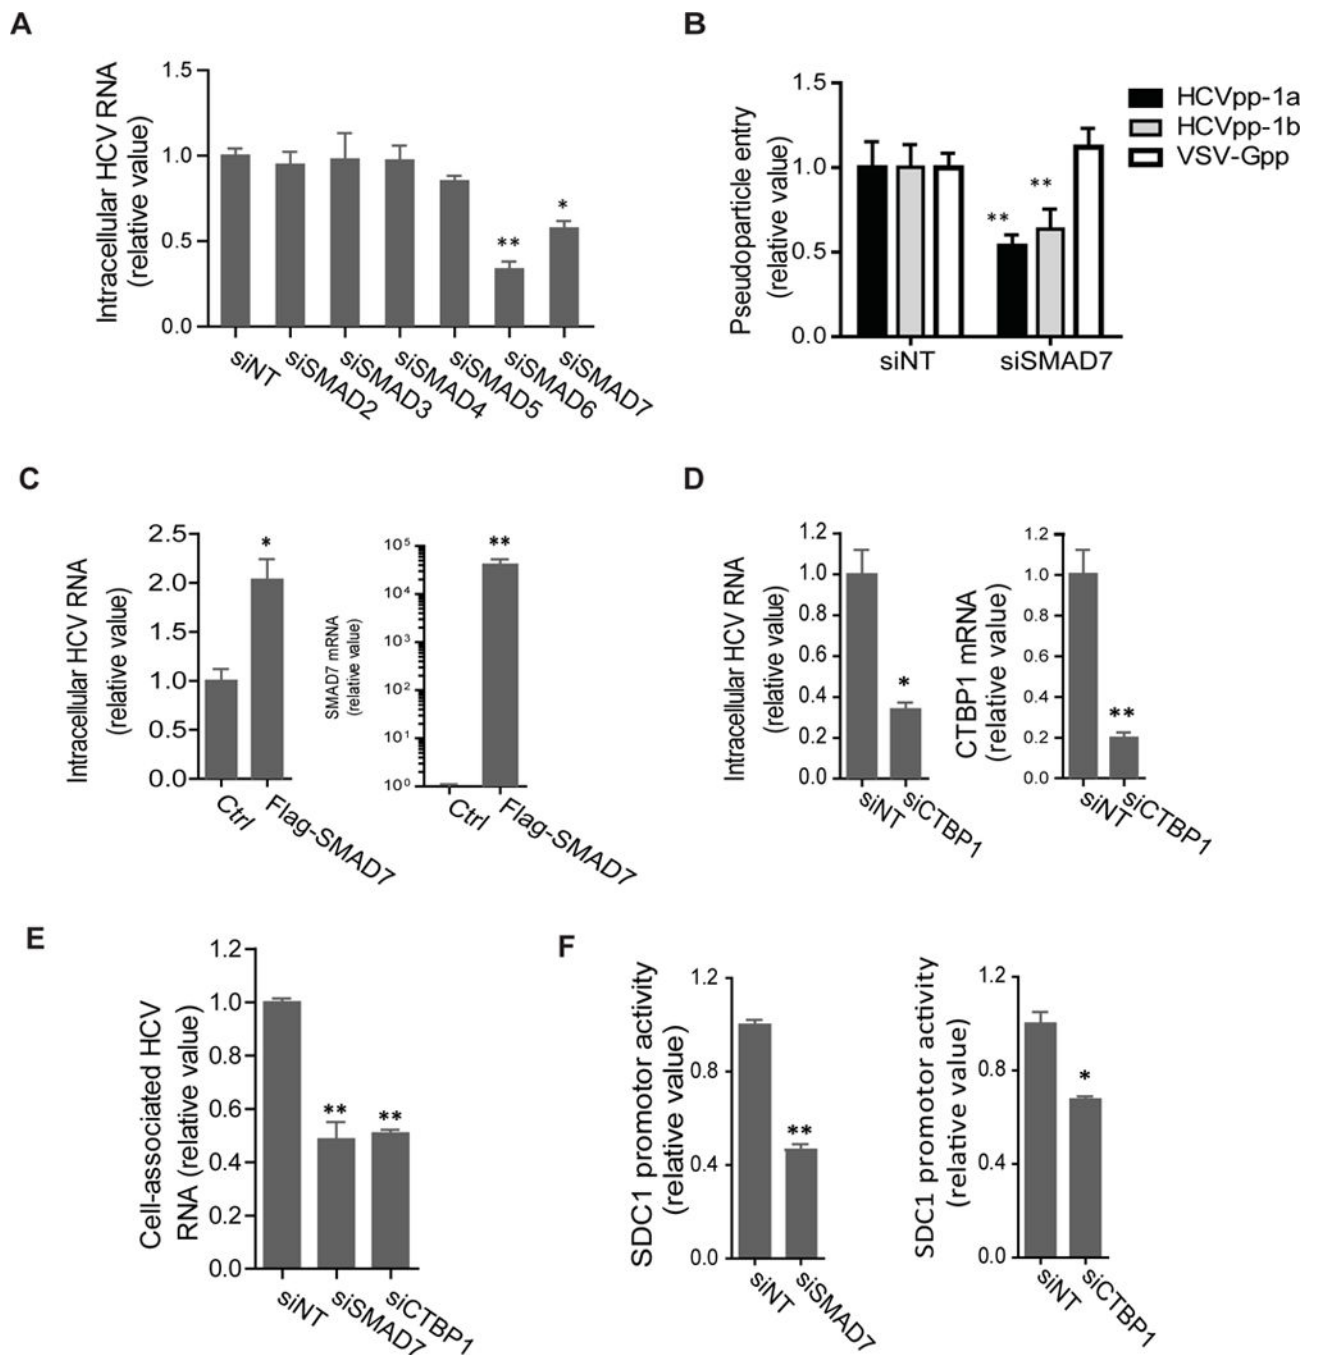 A
Intracellular HCV RNA
(relative value)
1.5
1.0
0.5
0.0
**
*
siNT
siSMAD2
siSMAD3
siSMAD4
siSMAD5
siSMAD6
siSMAD7
B
Pseudoparticle entry
(relative value)
1.5
1.0
0.5
0.0
**
**
siNT
siSMAD7
HCVpp-1a
HCVpp-1b
VSV-Gpp
C
Intracellular HCV RNA
(relative value)
2.5
2.0
1.5
1.0
0.5
0.0
*
Ctrl
Flag-SMAD7
SMAD7 mRNA
(relative value)
10⁵
10⁴
10³
10²
10¹
10⁰
**
Ctrl
Flag-SMAD7
D
Intracellular HCV RNA
(relative value)
1.2
1.0
0.8
0.6
0.4
0.2
0.0
*
siNT
siCTBP1
CTBP1 mRNA
(relative value)
1.2
1.0
0.8
0.6
0.4
0.2
0.0
**
siNT
siCTBP1
E
Cell-associated HCV
RNA (relative value)
1.2
1.0
0.8
0.6
0.4
0.2
0.0
**
**
siNT
siSMAD7
siCTBP1
F
SDC1 promotor activity
(relative value)
1.2
0.8
0.4
0.0
**
siNT
siSMAD7
SDC1 promotor activity
(relative value)
1.2
0.8
0.4
0.0
*
siNT
siCTBP1